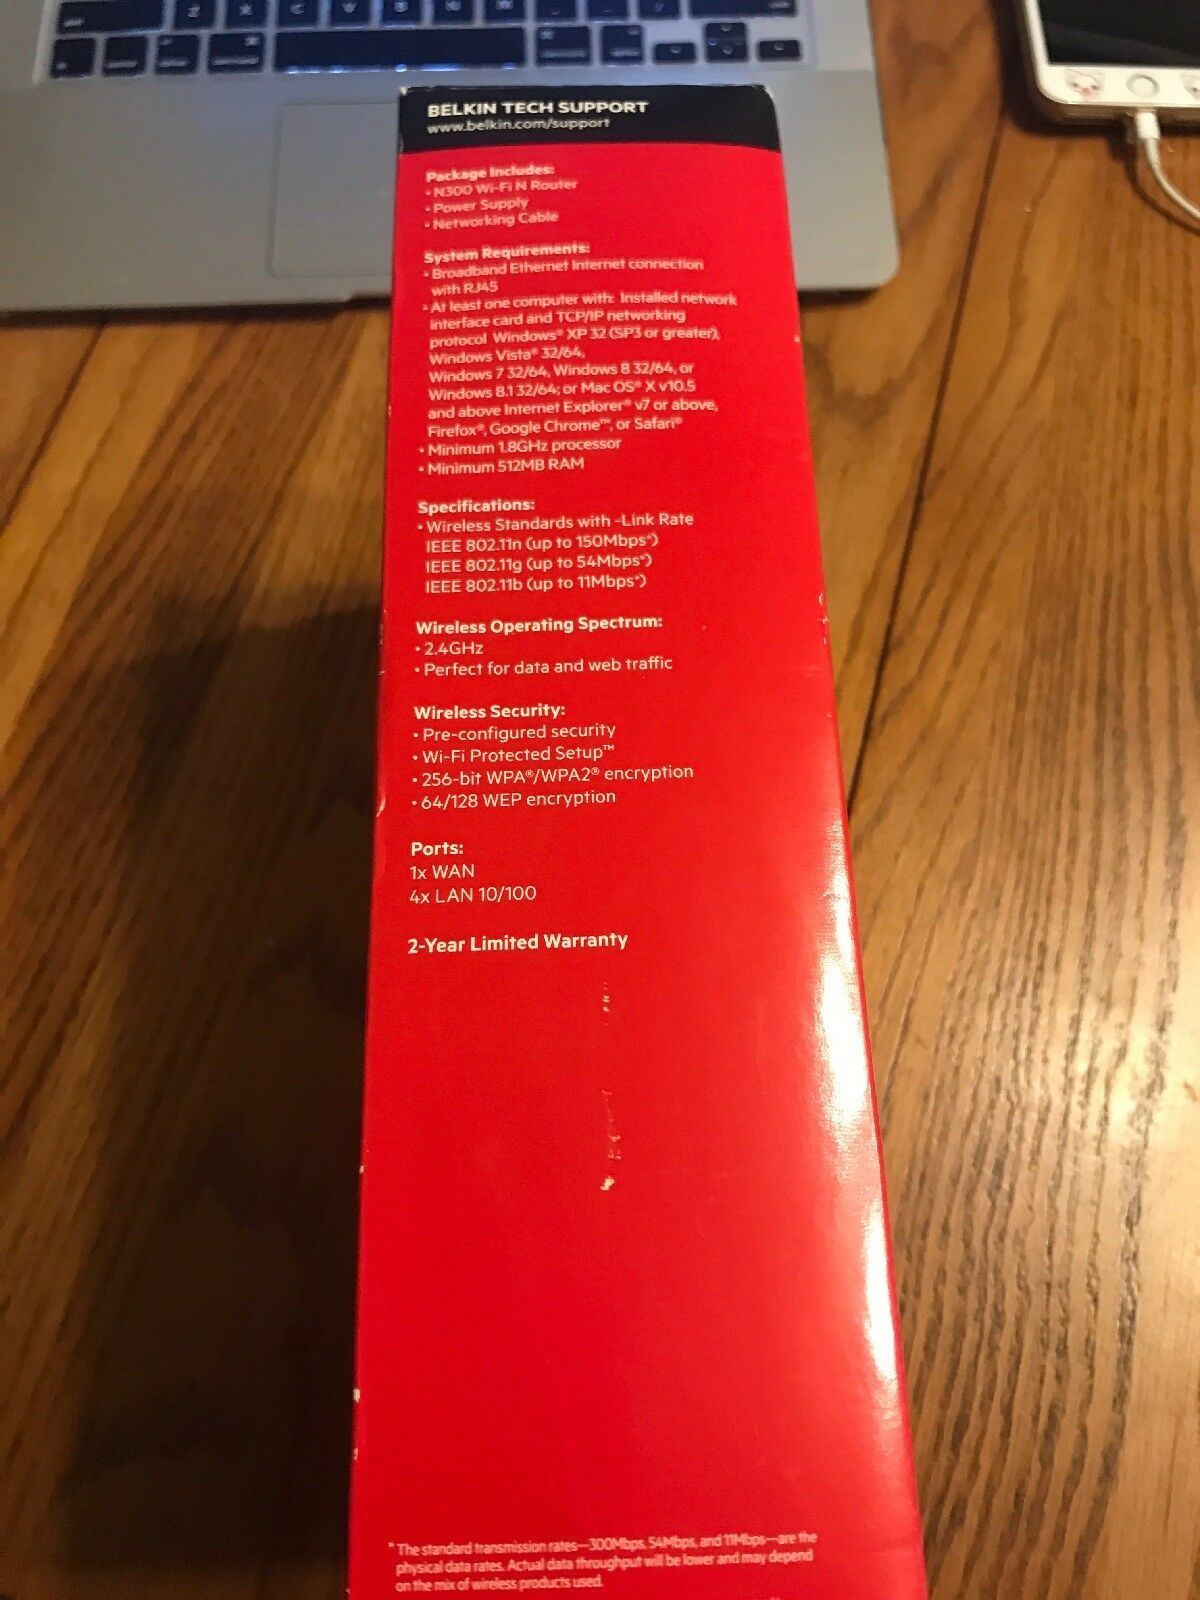 BELKIN TECH SUPPORT
www.belkin.com/support
Package Includes:
• N300 Wi-Fi N Router
• Power Supply
• Networking Cable
System Requirements:
• Broadband Ethernet Internet connection
with RJ45
• At least one computer with: Installed network
interface card and TCP/IP networking
protocol Windows® XP 32 (SP3 or greater),
Windows Vista® 32/64,
Windows 7 32/64, Windows 8 32/64, or
Windows 8.1 32/64; or Mac OS® X v10.5
and above Internet Explorer® v7 or above,
Firefox®, Google Chrome™, or Safari®
• Minimum 1.8GHz processor
• Minimum 512MB RAM
Specifications:
• Wireless Standards with -Link Rate
IEEE 802.11n (up to 150Mbps*)
IEEE 802.11g (up to 54Mbps*)
IEEE 802.11b (up to 11Mbps*)
Wireless Operating Spectrum:
• 2.4GHz
• Perfect for data and web traffic
Wireless Security:
• Pre-configured security
• Wi-Fi Protected Setup™
• 256-bit WPA®/WPA2® encryption
• 64/128 WEP encryption
Ports:
1x WAN
4x LAN 10/100
2-Year Limited Warranty
* The standard transmission rates—300Mbps, 54Mbps, and 11Mbps—are the
physical data rates. Actual data throughput will be lower and may depend
on the mix of wireless products used.